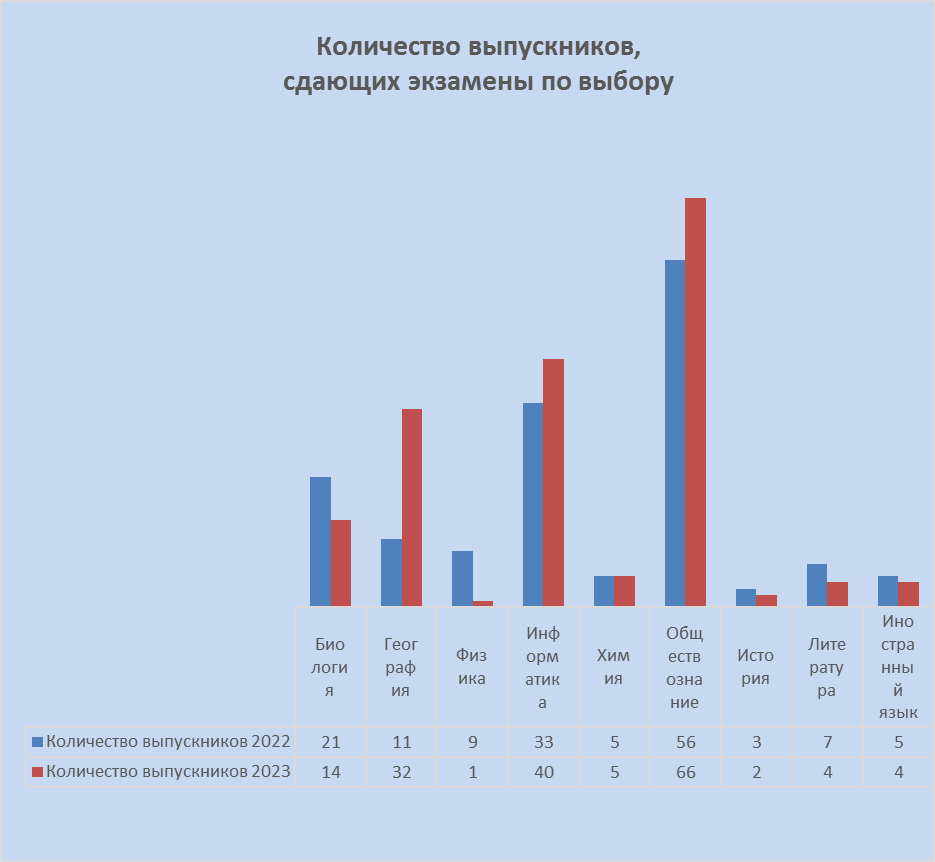 Количество выпускников,
сдающих экзамены по выбору
Био
логи
я
Геог
раф
ия
Физ
ика
Инф
орм
атик
а
Хим
ия
Общ
еств
озна
ние
Исто
рия
Лите
рату
ра
Ино
стра
нны
й
язык
Количество выпускников 2022 21 11 9 33 5 56 3 7 5
Количество выпускников 2023 14 32 1 40 5 66 2 4 4